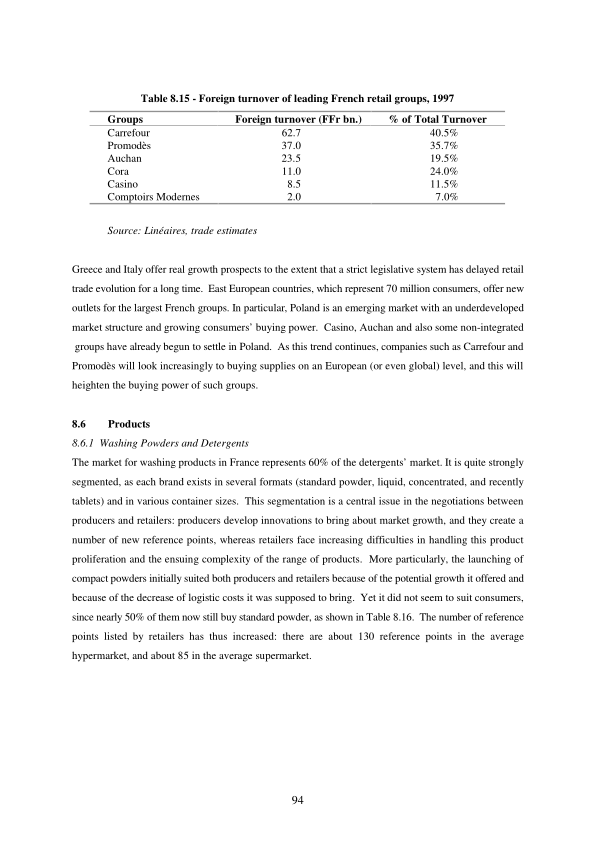 Table 8.15 - Foreign turnover of leading French retail groups, 1997
Groups Foreign turnover (FFr bn.) % of Total Turnover
Carrefour 62.7 40.5%
Promodès 37.0 35.7%
Auchan 23.5 19.5%
Cora 11.0 24.0%
Casino 8.5 11.5%
Comptoirs Modernes 2.0 7.0%
Source: Linéaires, trade estimates
Greece and Italy offer real growth prospects to the extent that a strict legislative system has delayed retail
trade evolution for a long time. East European countries, which represent 70 million consumers, offer new
outlets for the largest French groups. In particular, Poland is an emerging market with an underdeveloped
market structure and growing consumers' buying power. Casino, Auchan and also some non-integrated
groups have already begun to settle in Poland. As this trend continues, companies such as Carrefour and
Promodès will look increasingly to buying supplies on an European (or even global) level, and this will
heighten the buying power of such groups.
8.6 Products
8.6.1 Washing Powders and Detergents
The market for washing products in France represents 60% of the detergents' market. It is quite strongly
segmented, as each brand exists in several formats (standard powder, liquid, concentrated, and recently
tablets) and in various container sizes. This segmentation is a central issue in the negotiations between
producers and retailers: producers develop innovations to bring about market growth, and they create a
number of new reference points, whereas retailers face increasing difficulties in handling this product
proliferation and the ensuing complexity of the range of products. More particularly, the launching of
compact powders initially suited both producers and retailers because of the potential growth it offered and
because of the decrease of logistic costs it was supposed to bring. Yet it did not seem to suit consumers,
since nearly 50% of them now still buy standard powder, as shown in Table 8.16. The number of reference
points listed by retailers has thus increased: there are about 130 reference points in the average
hypermarket, and about 85 in the average supermarket.
94